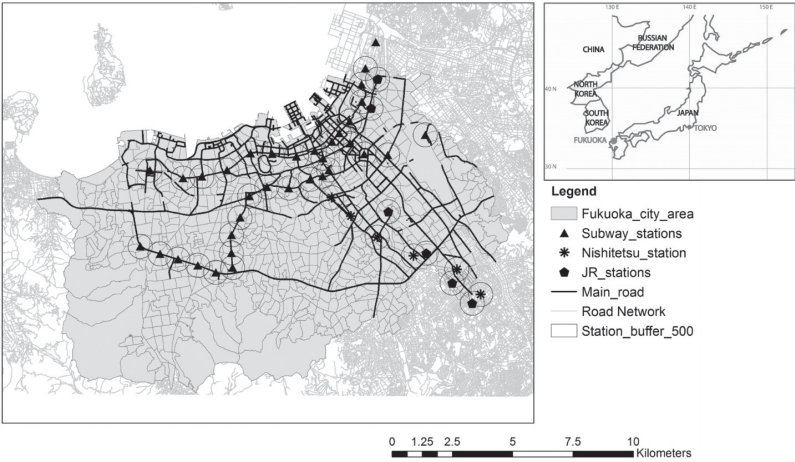 130 E
140 E
150 E
RUSSIAN
FEDERATION
CHINA
40 N
NORTH
KOREA
SOUTH
KOREA
JAPAN
TOKYO
FUKUOKA
30 N
Legend
Fukuoka_city_area
Subway_stations
Nishitetsu_station
JR_stations
Main_road
Road Network
Station_buffer_500
0 1.25 2.5 5 7.5 10
Kilometers